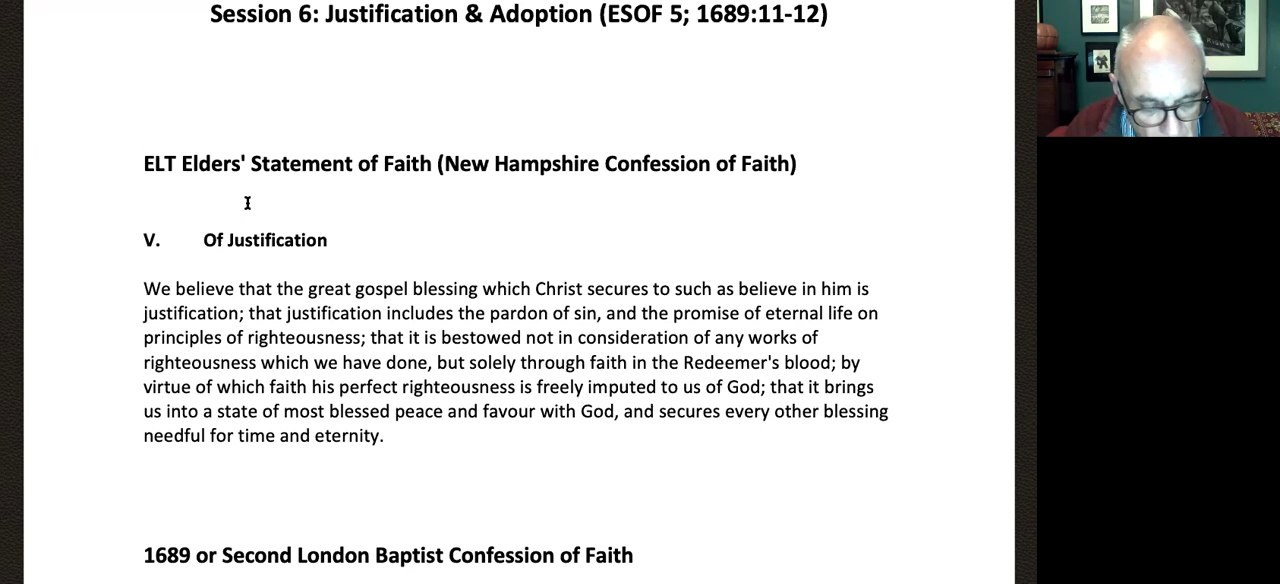 Session 6: Justification & Adoption (ESOF 5; 1689:11-12)
ELT Elders' Statement of Faith (New Hampshire Confession of Faith)
V. Of Justification
We believe that the great gospel blessing which Christ secures to such as believe in him is
justification; that justification includes the pardon of sin, and the promise of eternal life on
principles of righteousness; that it is bestowed not in consideration of any works of
righteousness which we have done, but solely through faith in the Redeemer's blood; by
virtue of which faith his perfect righteousness is freely imputed to us of God; that it brings
us into a state of most blessed peace and favour with God, and secures every other blessing
needful for time and eternity.
1689 or Second London Baptist Confession of Faith